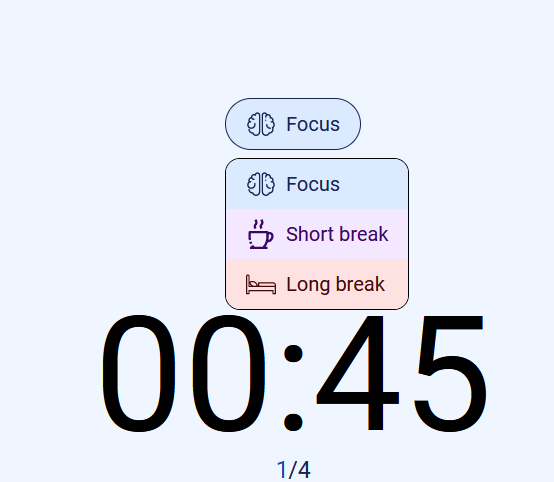 Focus
Focus
Short break
Long break
00:45
1/4